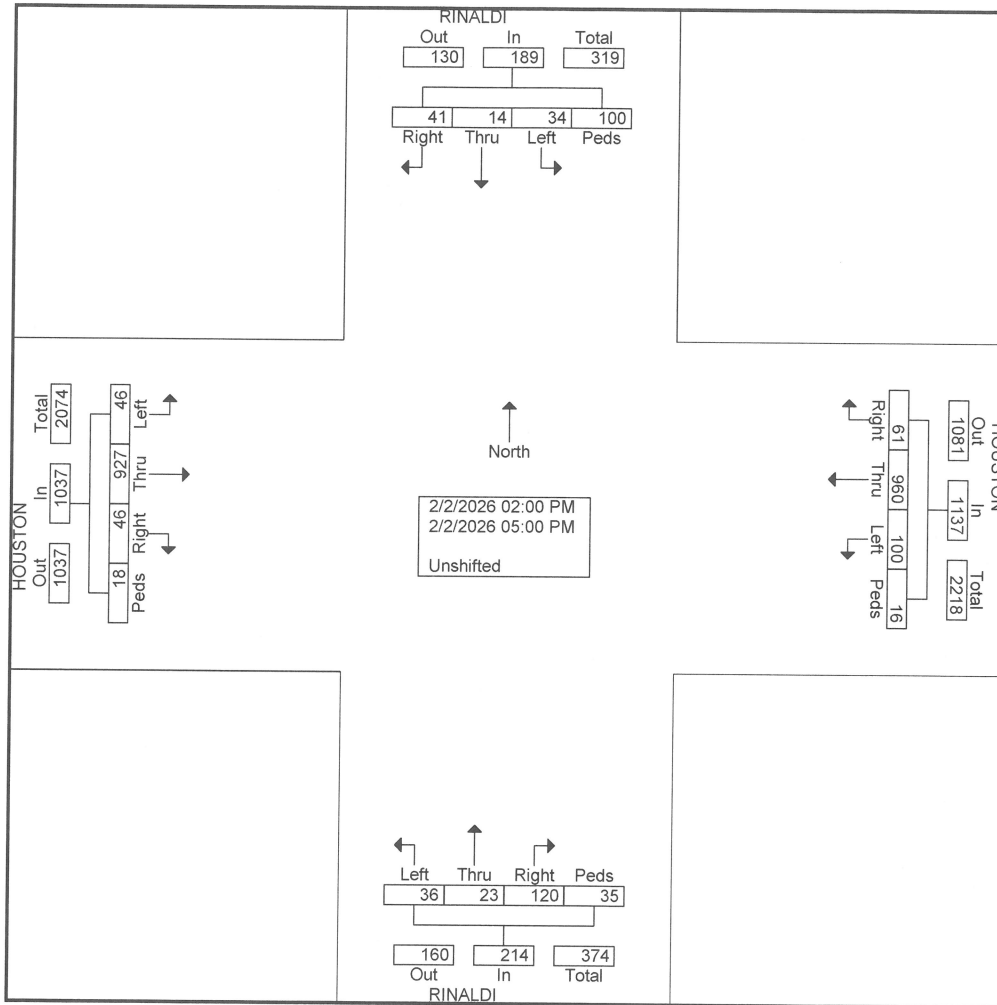 RINALDI
Out In Total
130 189 319
41 14 34 100
Right Thru Left Peds
Total
2074
In
1037
HOUSTON
Out
1037
46 Left
927 Thru
46 Right
18 Peds
North
2/2/2026 02:00 PM
2/2/2026 05:00 PM
Unshifted
Right 61
Thru 960
Left 100
Peds 16
HOUSTON
Out
1081
In
1137
Total
2218
Left Thru Right Peds
36 23 120 35
160 214 374
Out In Total
RINALDI